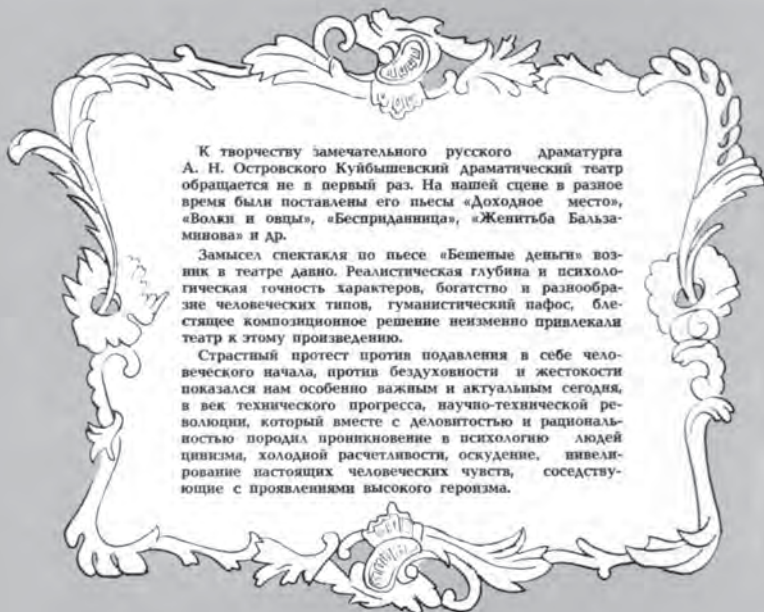 К творчеству замечательного русского драматурга
А. Н. Островского Куйбышевский драматический театр
обращается не в первый раз. На нашей сцене в разное
время были поставлены его пьесы «Доходное место»,
«Волки и овцы», «Бесприданница», «Женитьба Бальза-
минова» и др.
Замысел спектакля по пьесе «Бешеные деньги» воз-
ник в театре давно. Реалистическая глубина и психоло-
гическая точность характеров, богатство и разнообра-
зие человеческих типов, гуманистический пафос, бле-
стящее композиционное решение неизменно привлекали
театр к этому произведению.
Страстный протест против подавления в себе чело-
веческого начала, против бездуховности и жестокости
показался нам особенно важным и актуальным сегодня,
в век технического прогресса, научно-технической ре-
волюции, который вместе с деловитостью и рациональ-
ностью породил проникновение в психологию людей
цинизма, холодной расчетливости, оскудение, нивели-
рование настоящих человеческих чувств, соседству-
ющие с проявлениями высокого героизма.